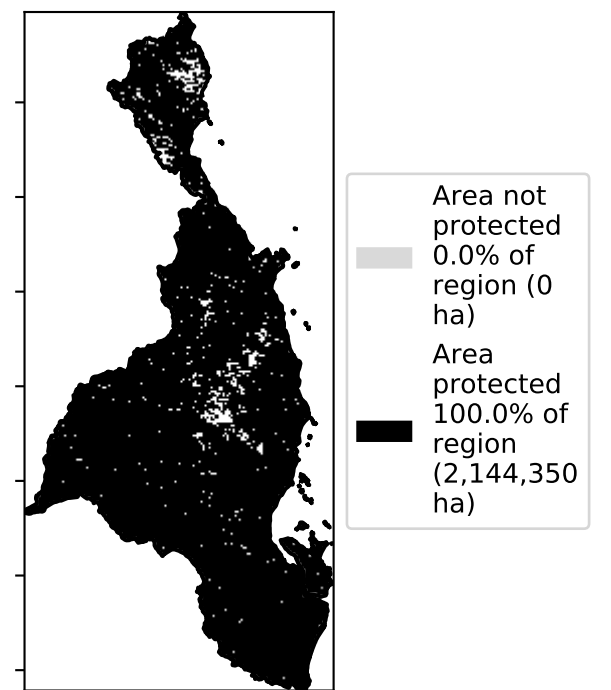 Area not
protected
0.0% of
region (0
ha)
Area
protected
100.0% of
region
(2,144,350
ha)